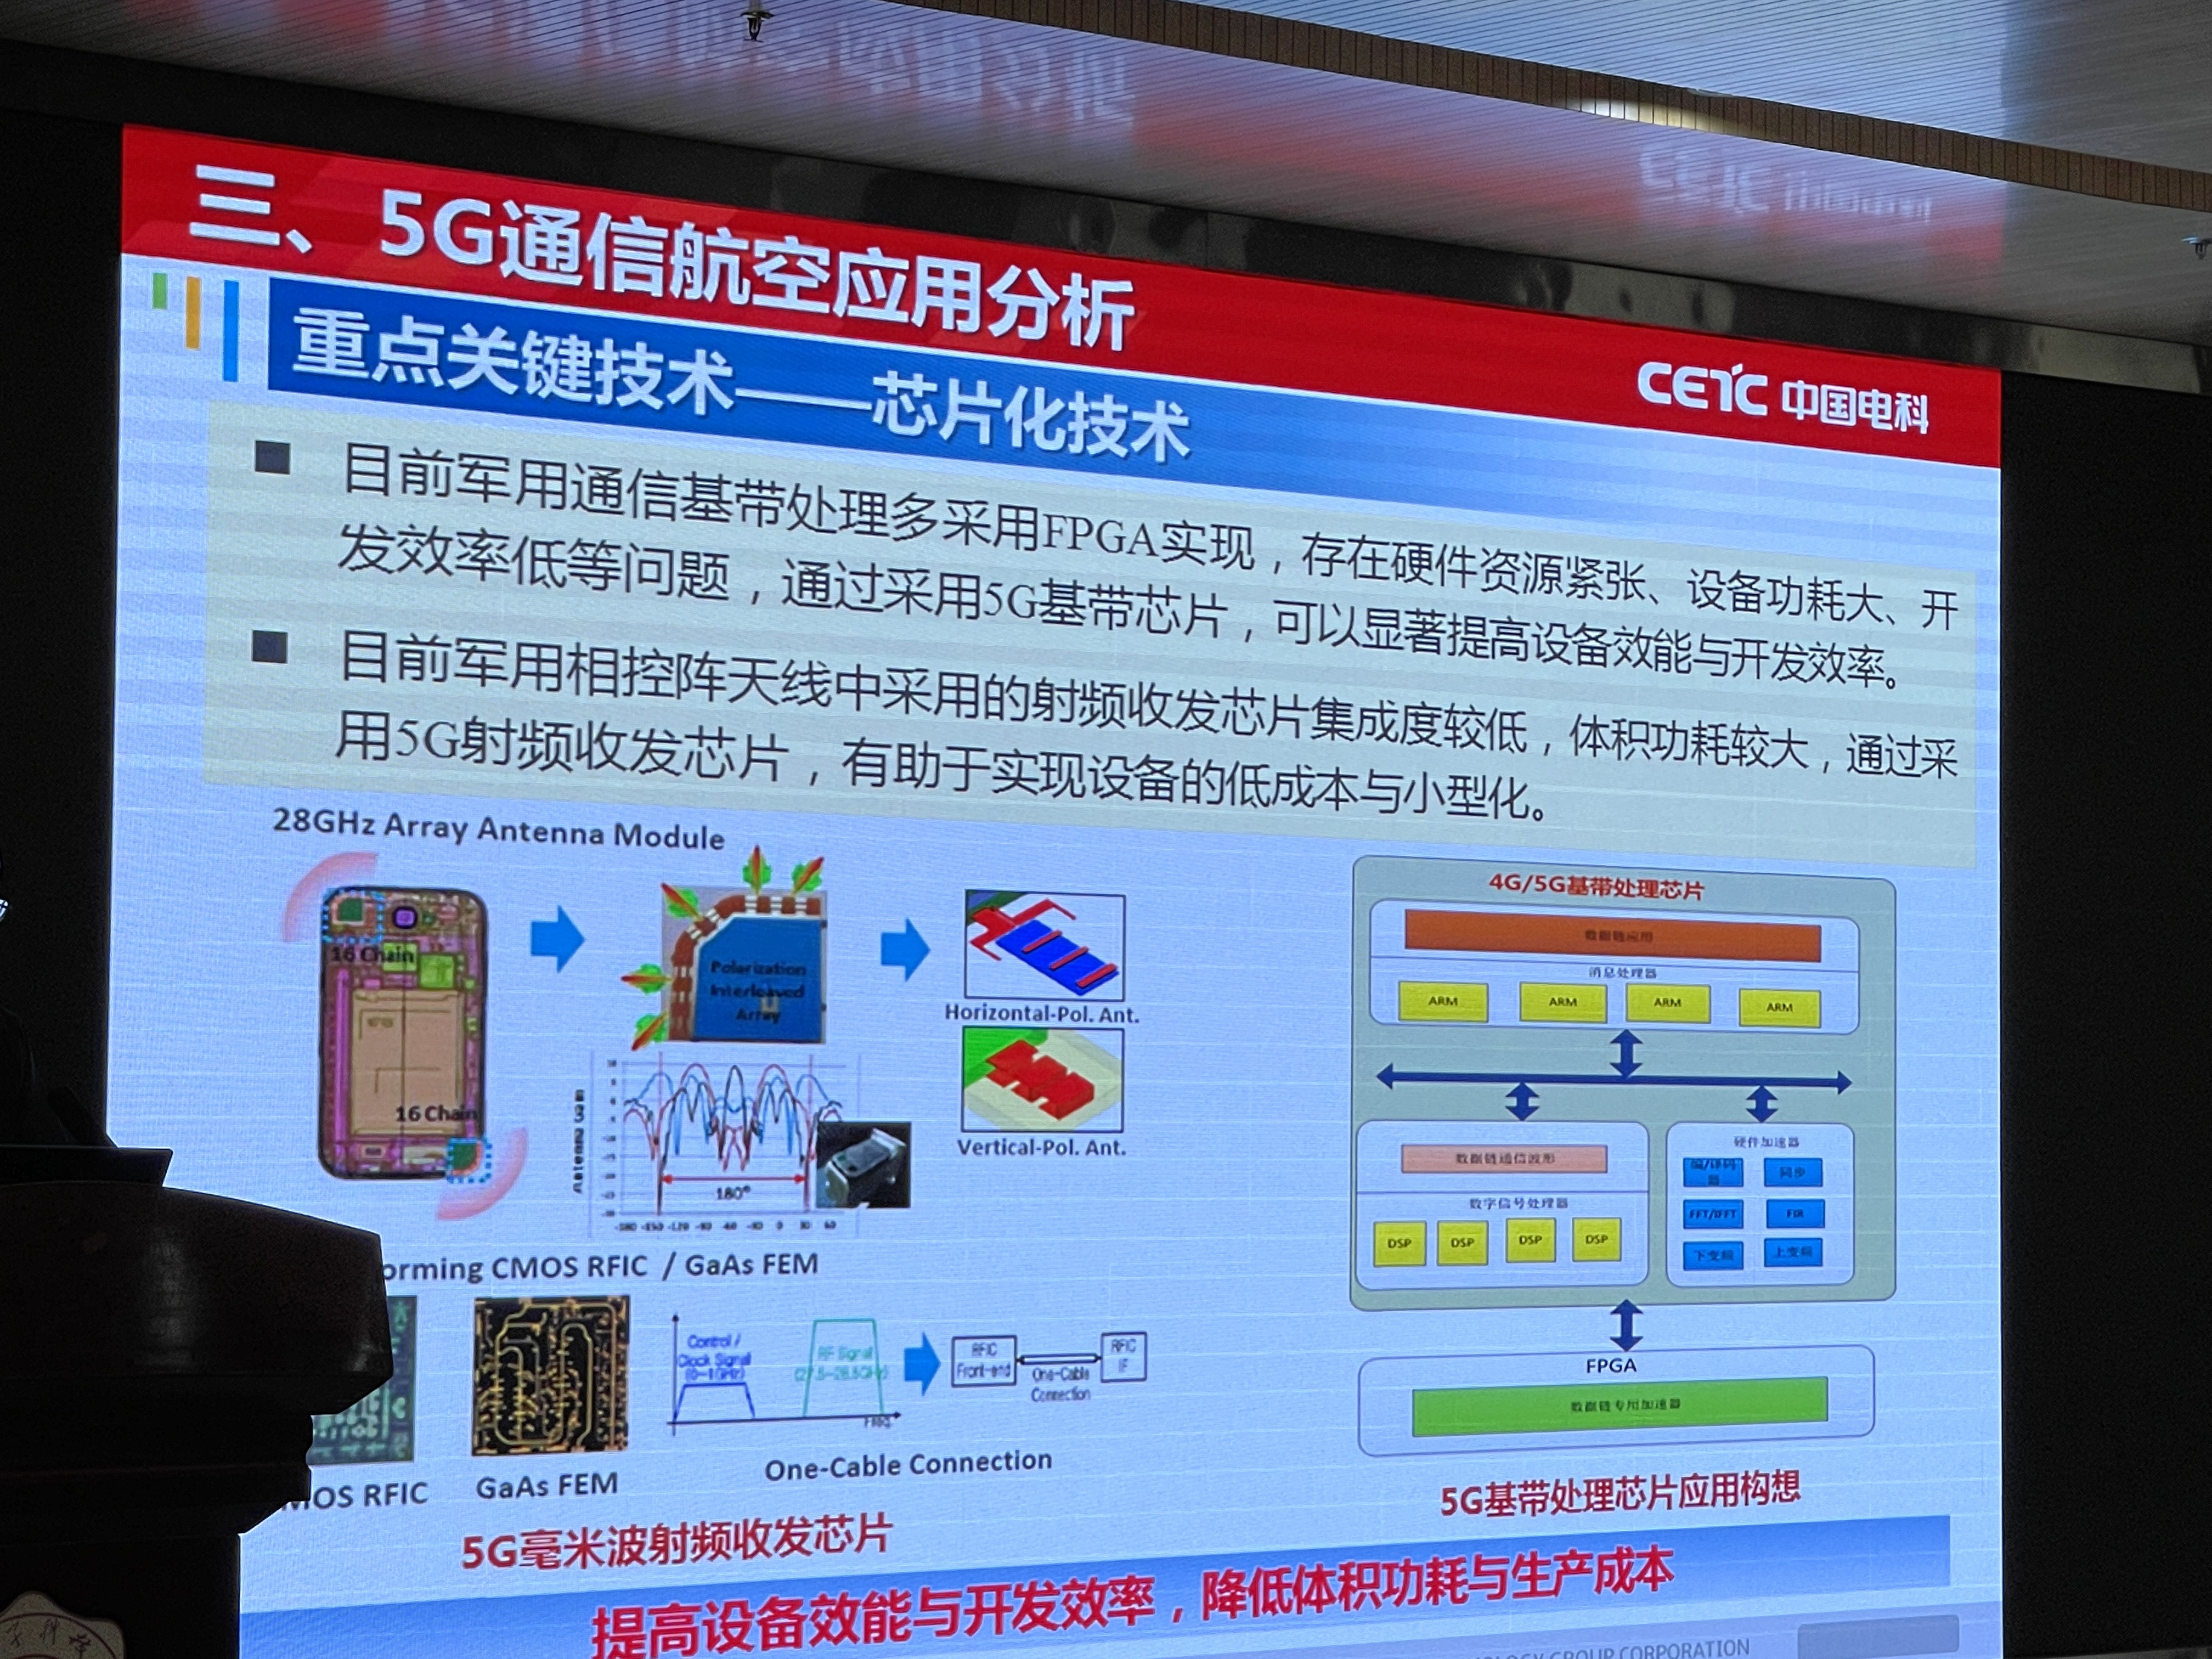 三、5G通信航空应用分析
CETC 中国电科
重点关键技术——芯片化技术
目前军用通信基带处理多采用FPGA实现，存在硬件资源紧张、设备功耗大、开
发效率低等问题，通过采用5G基带芯片，可以显著提高设备效能与开发效率。
目前军用相控阵天线中采用的射频收发芯片集成度较低，体积功耗较大，通过采
用5G射频收发芯片，有助于实现设备的低成本与小型化。
28GHz Array Antenna Module
16 Chain
16 Chain
Polarization
Interleaved
Array
Horizontal-Pol. Ant.
Vertical-Pol. Ant.
180°
orming CMOS RFIC / GaAs FEM
Control /
Clock Signal
(0~1GHz)
RF Signal
(27.5~28.5GHz)
Freq.
RFIC
Front-end
One-Cable
Connection
RFIC
IF
MOS RFIC
GaAs FEM
One-Cable Connection
5G毫米波射频收发芯片
4G/5G基带处理芯片
数据链应用
消息处理器
ARM ARM ARM ARM
数据链通信波形
数字信号处理器
DSP DSP DSP DSP
硬件加速器
编/译码器
同步
FFT/IFFT
FIR
下变频
上变频
FPGA
数据链专用加速器
5G基带处理芯片应用构想
提高设备效能与开发效率，降低体积功耗与生产成本
GROUP CORPORATION